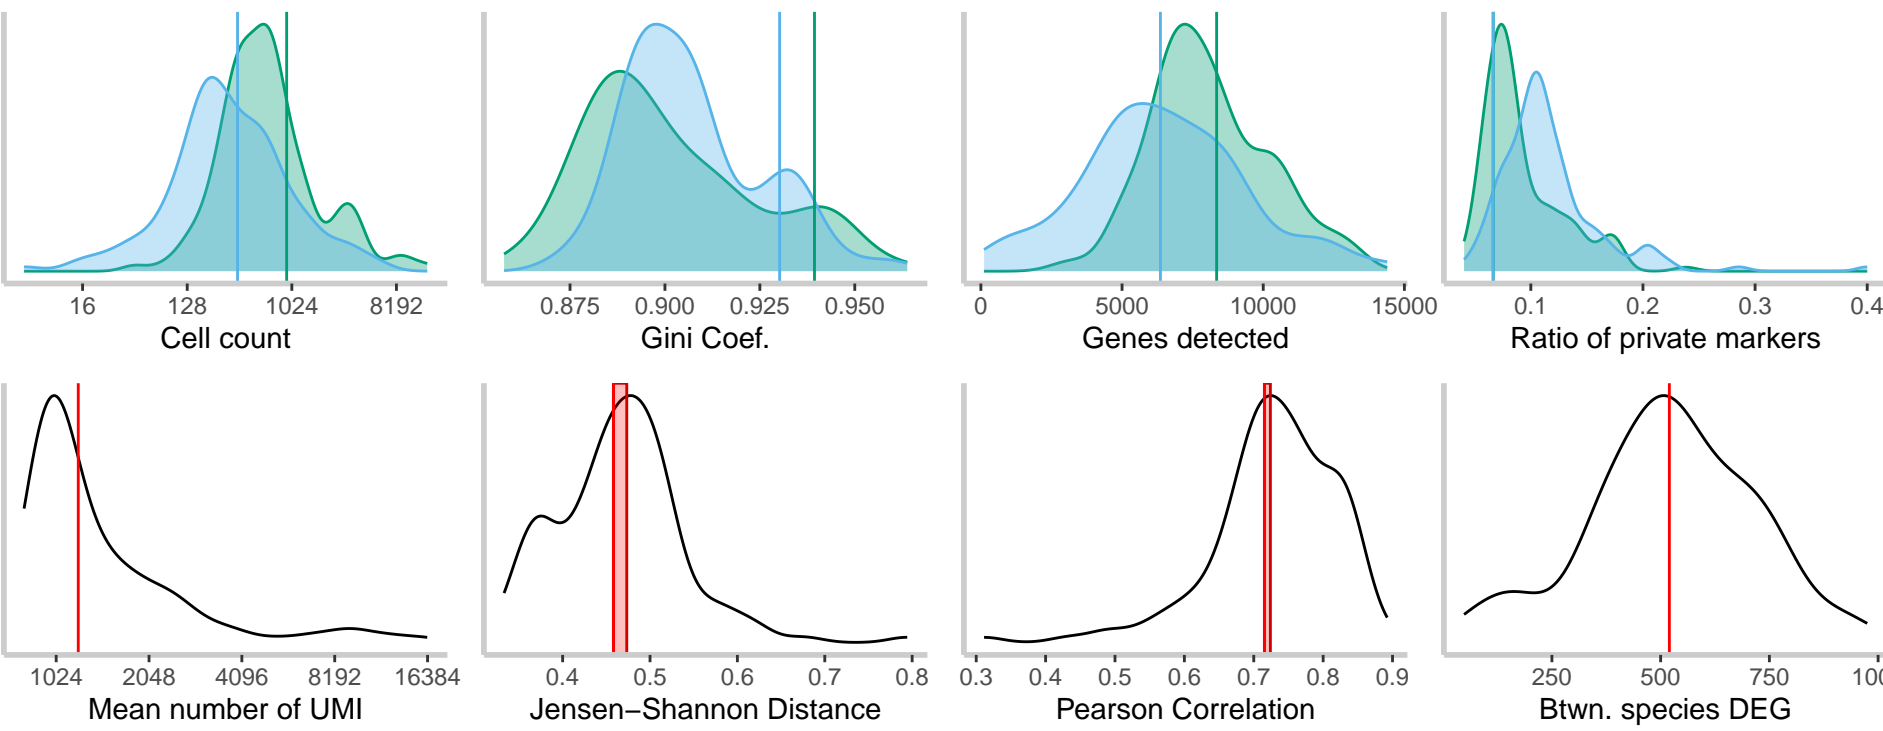 16 128 1024 8192
Cell count
0.875 0.900 0.925 0.950
Gini Coef.
0 5000 10000 15000
Genes detected
0.1 0.2 0.3 0.4
Ratio of private markers
1024 2048 4096 8192 16384
Mean number of UMI
0.4 0.5 0.6 0.7 0.8
Jensen−Shannon Distance
0.3 0.4 0.5 0.6 0.7 0.8 0.9
Pearson Correlation
250 500 750
Btwn. species DEG